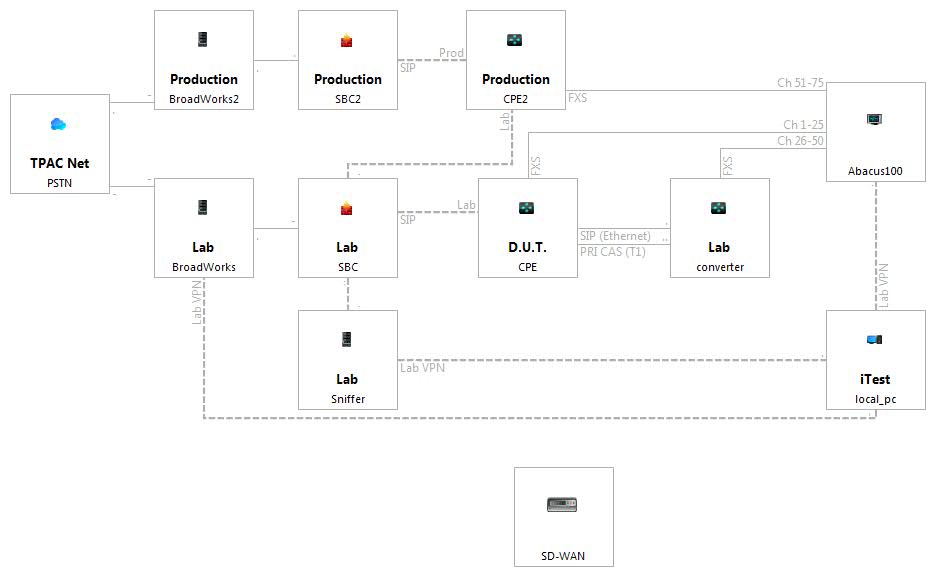 Production
BroadWorks2
Production
SBC2
Prod
SIP
Production
CPE2
FXS
Ch 51-75
TPAC Net
PSTN
Lab
Ch 1-25
Ch 26-50
Abacus100
FXS
FXS
Lab
BroadWorks
Lab
SBC
Lab
SIP
D.U.T.
CPE
SIP (Ethernet)
PRI CAS (T1)
Lab
converter
Lab VPN
Lab VPN
Lab
Sniffer
Lab VPN
iTest
local_pc
SD-WAN